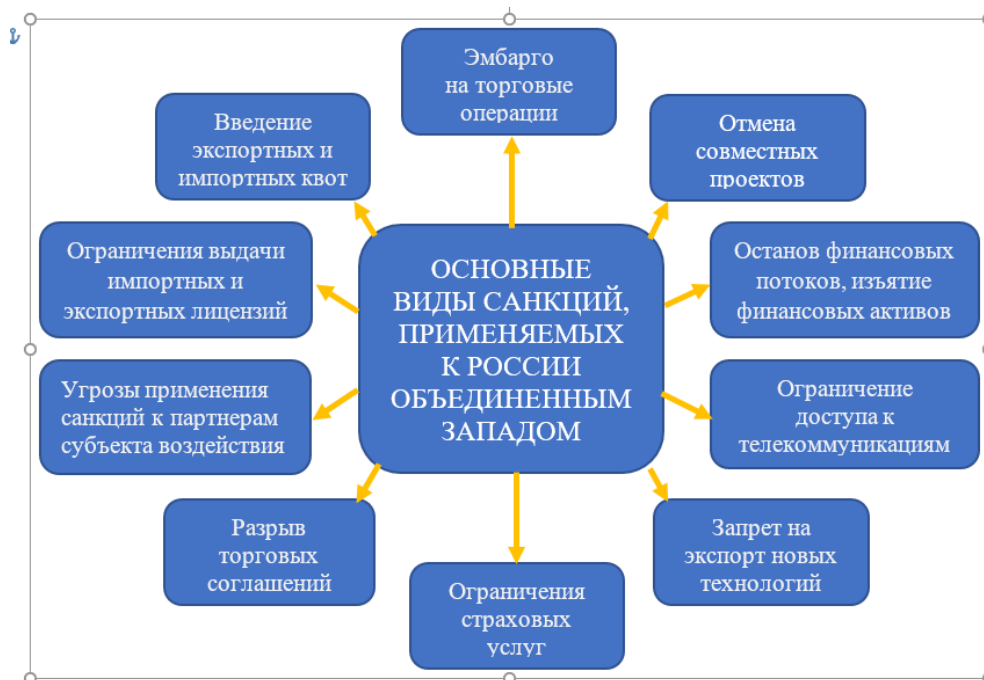 Эмбарго
на торговые
операции
Введение
экспортных и
импортных квот
Отмена
совместных
проектов
Ограничения выдачи
импортных и
экспортных лицензий
ОСНОВНЫЕ
ВИДЫ САНКЦИЙ,
ПРИМЕНЯЕМЫХ
К РОССИИ
ОБЪЕДИНЕННЫМ
ЗАПАДОМ
Останов финансовых
потоков, изъятие
финансовых активов
Угрозы применения
санкций к партнерам
субъекта воздействия
Ограничение
доступа к
телекоммуникациям
Разрыв
торговых
соглашений
Ограничения
страховых
услуг
Запрет на
экспорт новых
технологий